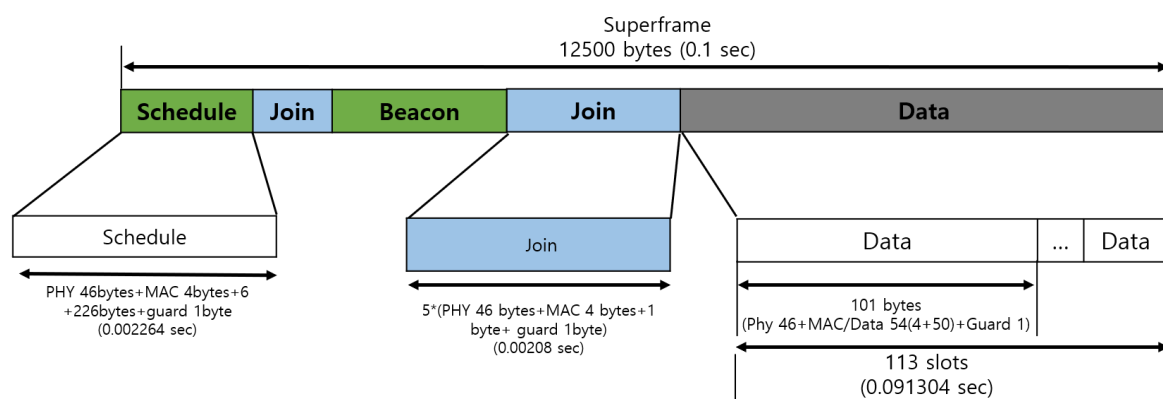 Superframe
12500 bytes (0.1 sec)
Schedule
Join
Beacon
Join
Data
Schedule
PHY 46bytes+MAC 4bytes+6
+226bytes+guard 1byte
(0.002264 sec)
Join
5*(PHY 46 bytes+MAC 4 bytes+1
byte+ guard 1byte)
(0.00208 sec)
Data
...
Data
101 bytes
(Phy 46+MAC/Data 54(4+50)+Guard 1)
113 slots
(0.091304 sec)